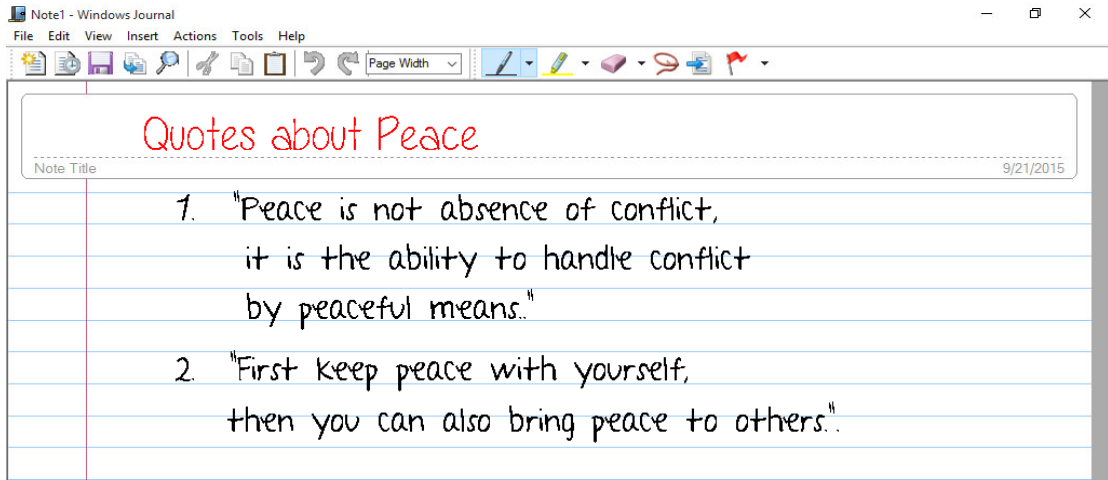 Note1 - Windows Journal
File Edit View Insert Actions Tools Help
Page Width
Quotes about Peace
Note Title 9/21/2015
1. "Peace is not absence of conflict,
it is the ability to handle conflict
by peaceful means.."
2. "First keep peace with yourself,
then you can also bring peace to others.".